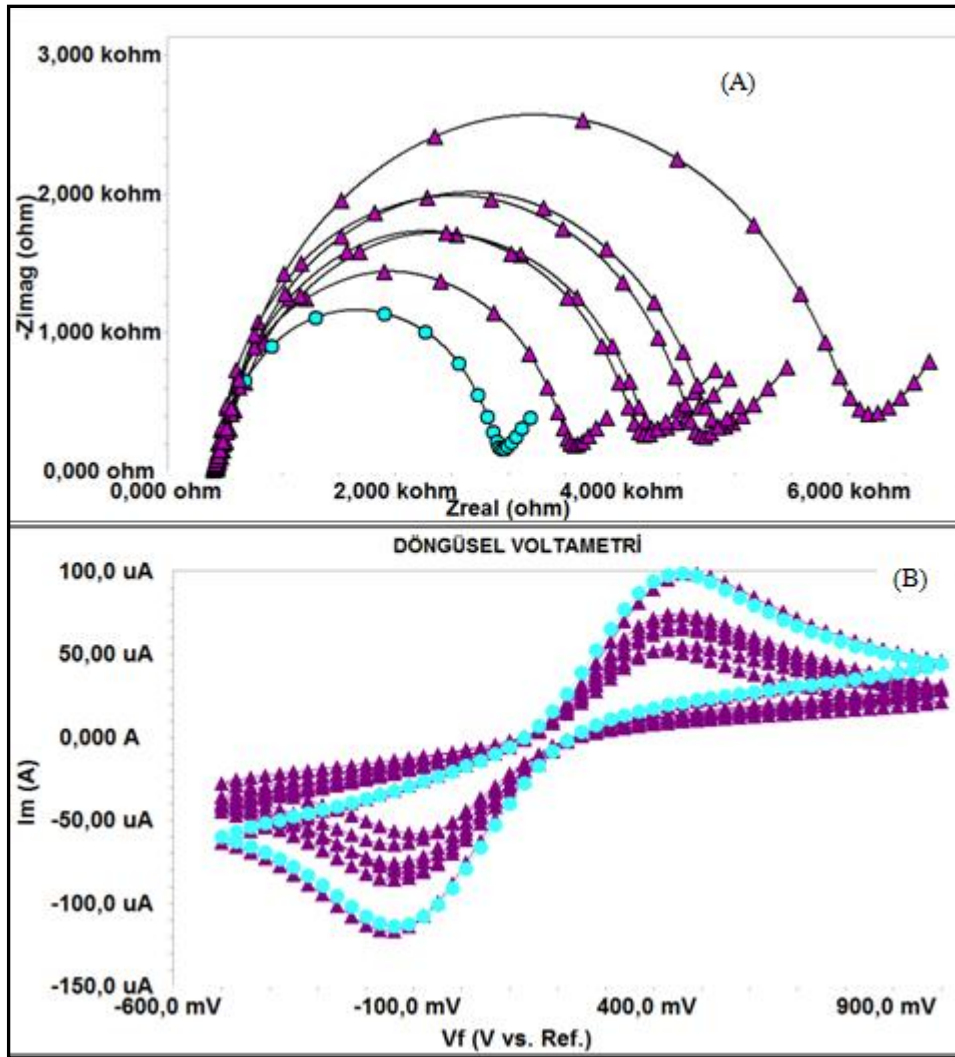 3,000 kohm
(A)
2,000 kohm
-Zimag (ohm)
1,000 kohm
0,000 ohm
0,000 ohm 2,000 kohm 4,000 kohm 6,000 kohm
Zreal (ohm)
DÖNGÜSEL VOLTAMETRİ
100,0 uA
(B)
50,00 uA
0,000 A
Im (A)
-50,00 uA
-100,0 uA
-150,0 uA
-600,0 mV -100,0 mV 400,0 mV 900,0 mV
Vf (V vs. Ref.)